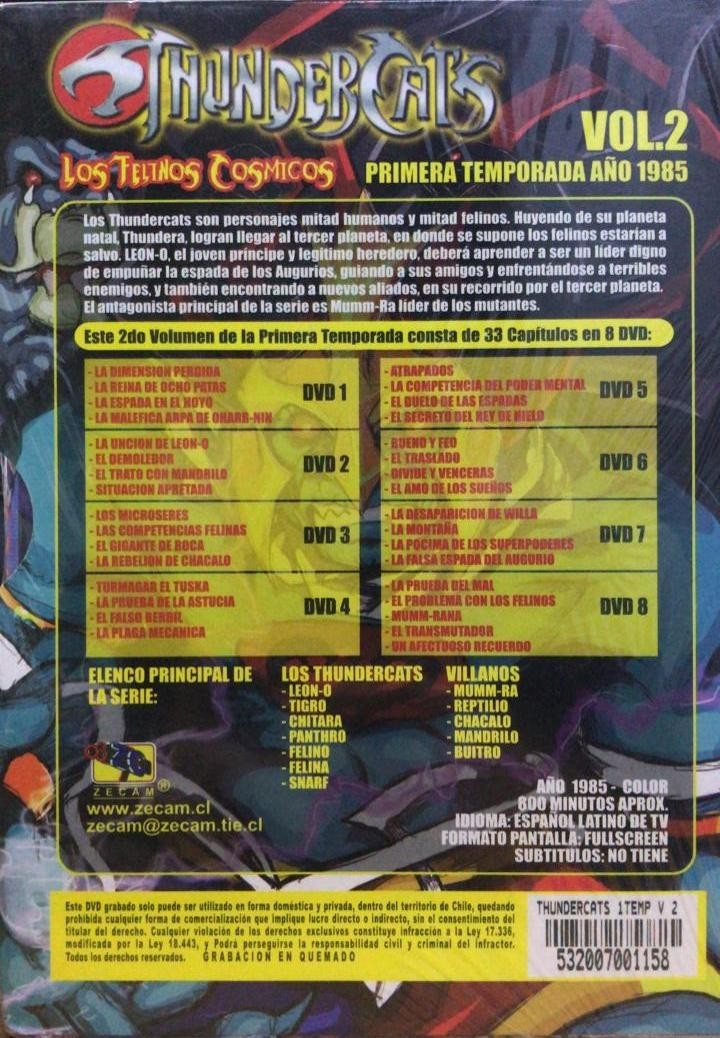 THUNDERCATS
VOL.2
LOS FELINOS COSMICOS
PRIMERA TEMPORADA AÑO 1985
Los Thundercats son personajes mitad humanos y mitad felinos. Huyendo de su planeta
natal, Thundera, logran llegar al tercer planeta, en donde se supone los felinos estarían a
salvo. LEON-O, el joven príncipe y legitimo heredero, deberá aprender a ser un líder digno
de empuñar la espada de los Augurios, guiando a sus amigos y enfrentándose a terribles
enemigos, y también encontrando a nuevos aliados, en su recorrido por el tercer planeta.
El antagonista principal de la serie es Mumm-Ra líder de los mutantes.
Este 2do Volumen de la Primera Temporada consta de 33 Capítulos en 8 DVD:
- LA DIMENSION PERDIDA
- LA REINA DE OCHO PATAS
- LA ESPADA EN EL HOYO
- LA MALEFICA ARPA DE OHARR-NIN
DVD 1
- LA UNCION DE LEON-O
- EL DEMOLEDOR
- EL TRATO CON MANDRILO
- SITUACION APRETADA
DVD 2
- LOS MICROSERES
- LAS COMPETENCIAS FELINAS
- EL GIGANTE DE ROCA
- LA REBELION DE CHACALO
DVD 3
- TURMAGAR EL TUSKA
- LA PRUEBA DE LA ASTUCIA
- EL FALSO BERBIL
- LA PLAGA MECANICA
DVD 4
- ATRAPADOS
- LA COMPETENCIA DEL PODER MENTAL
- EL DUELO DE LAS ESPADAS
- EL SECRETO DEL REY DE HIELO
DVD 5
- BUENO Y FEO
- EL TRASLADO
- DIVIDE Y VENCERAS
- EL AMO DE LOS SUEÑOS
DVD 6
- LA DESAPARICION DE WILLA
- LA MONTAÑA
- LA POCIMA DE LOS SUPERPODERES
- LA FALSA ESPADA DEL AUGURIO
DVD 7
- LA PRUEBA DEL MAL
- EL PROBLEMA CON LOS FELINOS
- MUMM-RANA
- EL TRANSMUTADOR
- UN AFECTUOSO RECUERDO
DVD 8
ELENCO PRINCIPAL DE
LA SERIE:
LOS THUNDERCATS
- LEON-O
- TIGRO
- CHITARA
- PANTHRO
- FELINO
- FELINA
- SNARF
VILLANOS
- MUMM-RA
- REPTILIO
- CHACALO
- MANDRILO
- BUITRO
ZECAM®
www.zecam.cl
zecam@zecam.tie.cl
AÑO 1985 - COLOR
800 MINUTOS APROX.
IDIOMA: ESPAÑOL LATINO DE TV
FORMATO PANTALLA: FULLSCREEN
SUBTITULOS: NO TIENE
Este DVD grabado solo puede ser utilizado en forma doméstica y privada, dentro del territorio de Chile, quedando
prohibida cualquier forma de comercialización que implique lucro directo o indirecto, sin el consentimiento del
titular del derecho. Cualquier violación de los derechos exclusivos constituye infracción a la Ley 17.336,
modificada por la Ley 18.443, y Podrá perseguirse la responsabilidad civil y criminal del infractor.
Todos los derechos reservados. GRABACION EN QUEMADO
THUNDERCATS 1TEMP V 2
532007001158